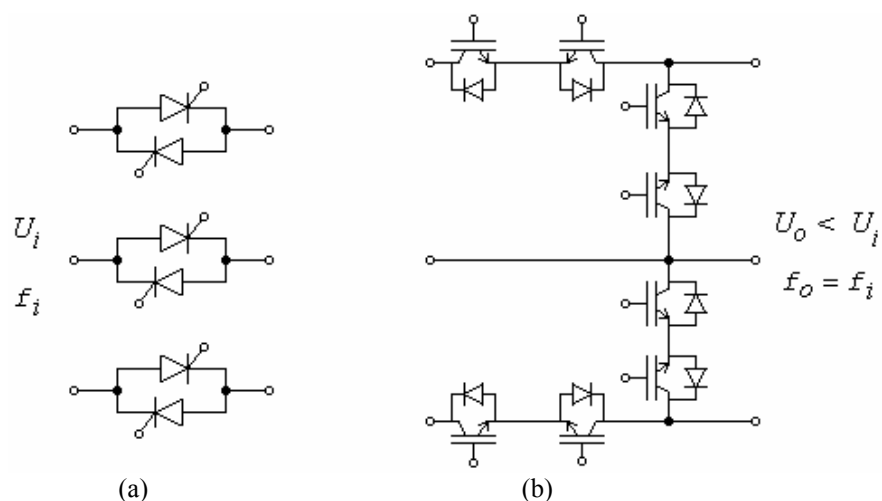 U_i
f_i
U_o < U_i
f_o = f_i
(a)
(b)